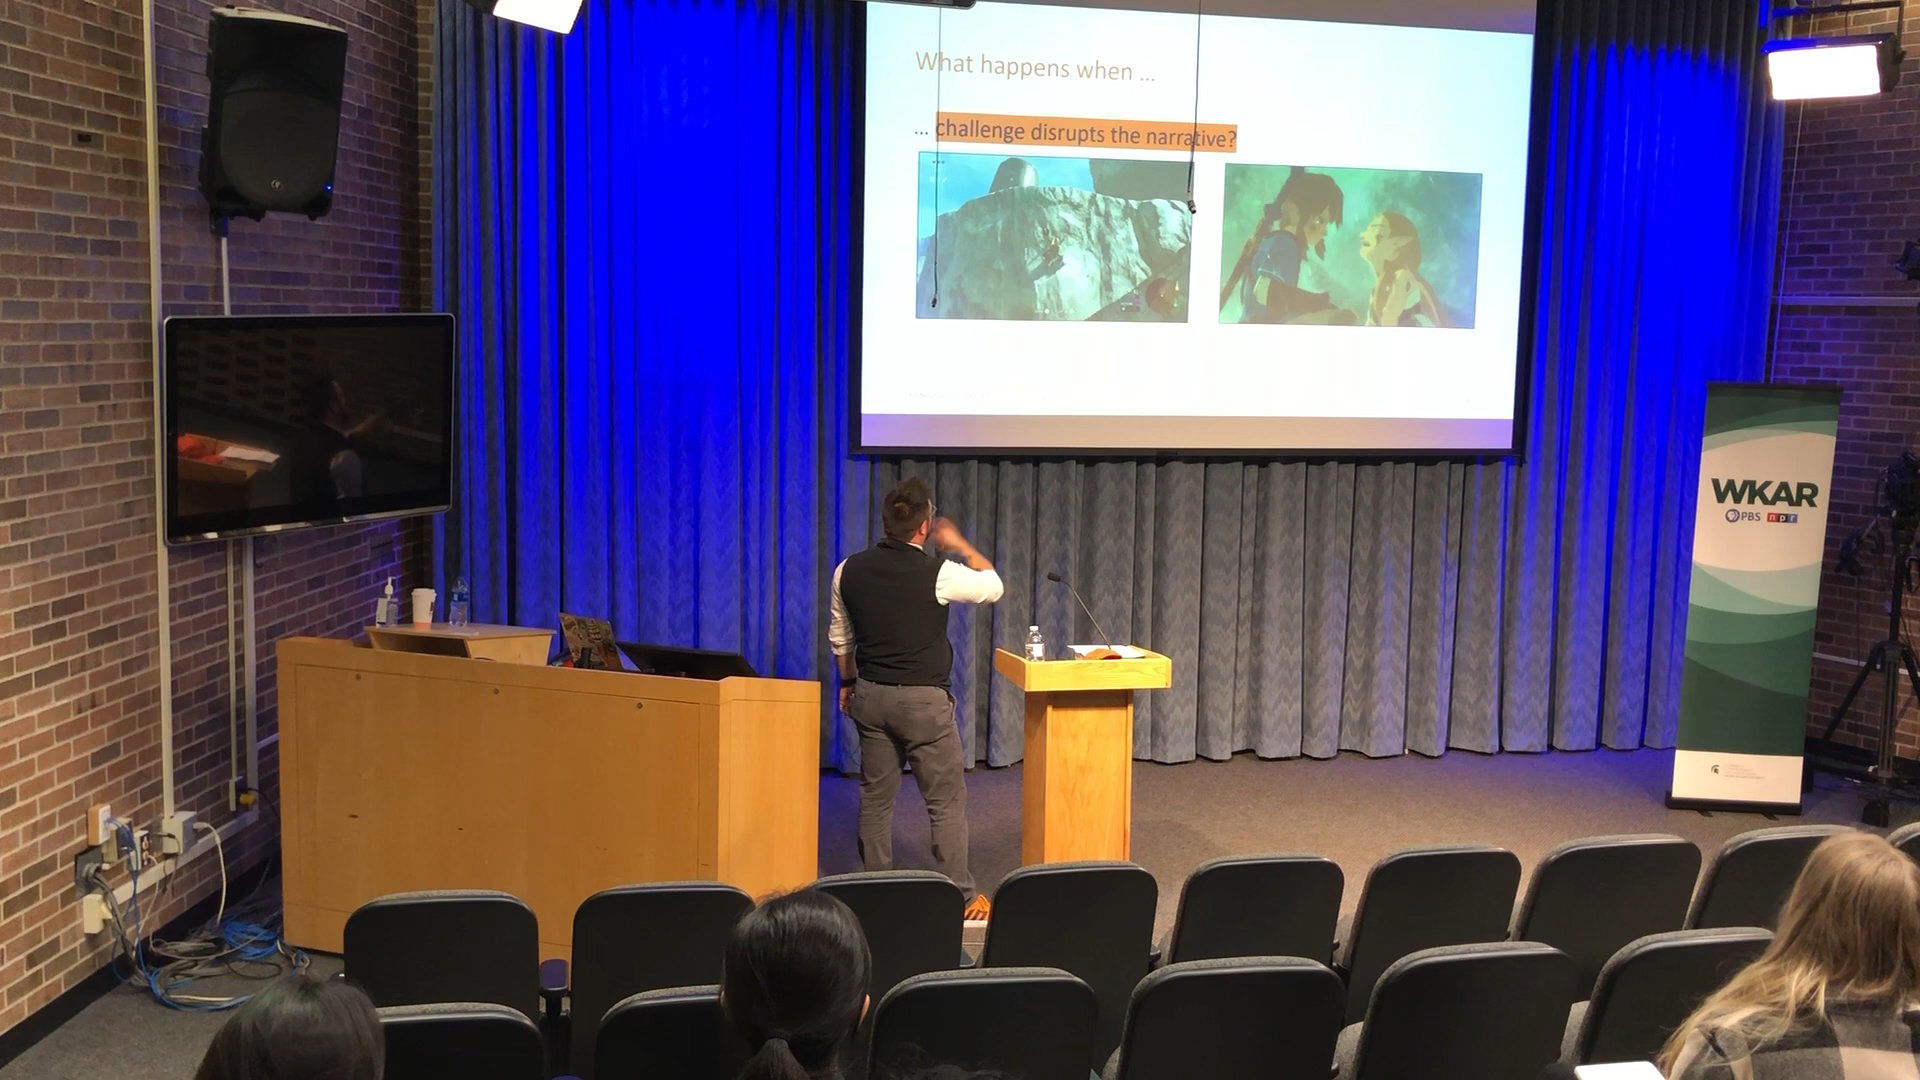 What happens when ...
... challenge disrupts the narrative?
WKAR
PBS npr